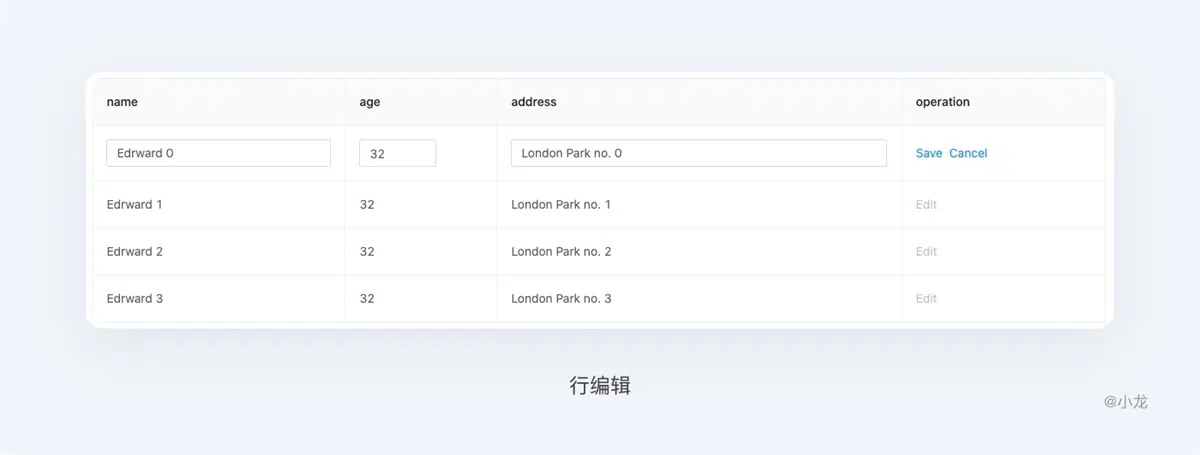 name age address operation
Edrward 0 32 London Park no. 0 Save Cancel
Edrward 1 32 London Park no. 1 Edit
Edrward 2 32 London Park no. 2 Edit
Edrward 3 32 London Park no. 3 Edit
行编辑
@小龙